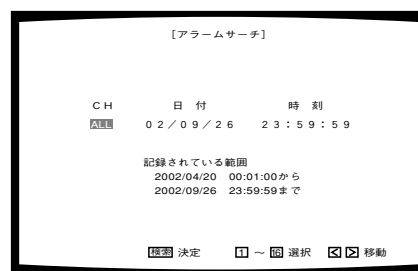 [アラームサーチ]
CH 日 付 時 刻
ALL 02/09/26 23:59:59
記録されている範囲
2002/04/20 00:01:00から
2002/09/26 23:59:59まで
検索 決定 1 ~ 16 選択 < > 移動